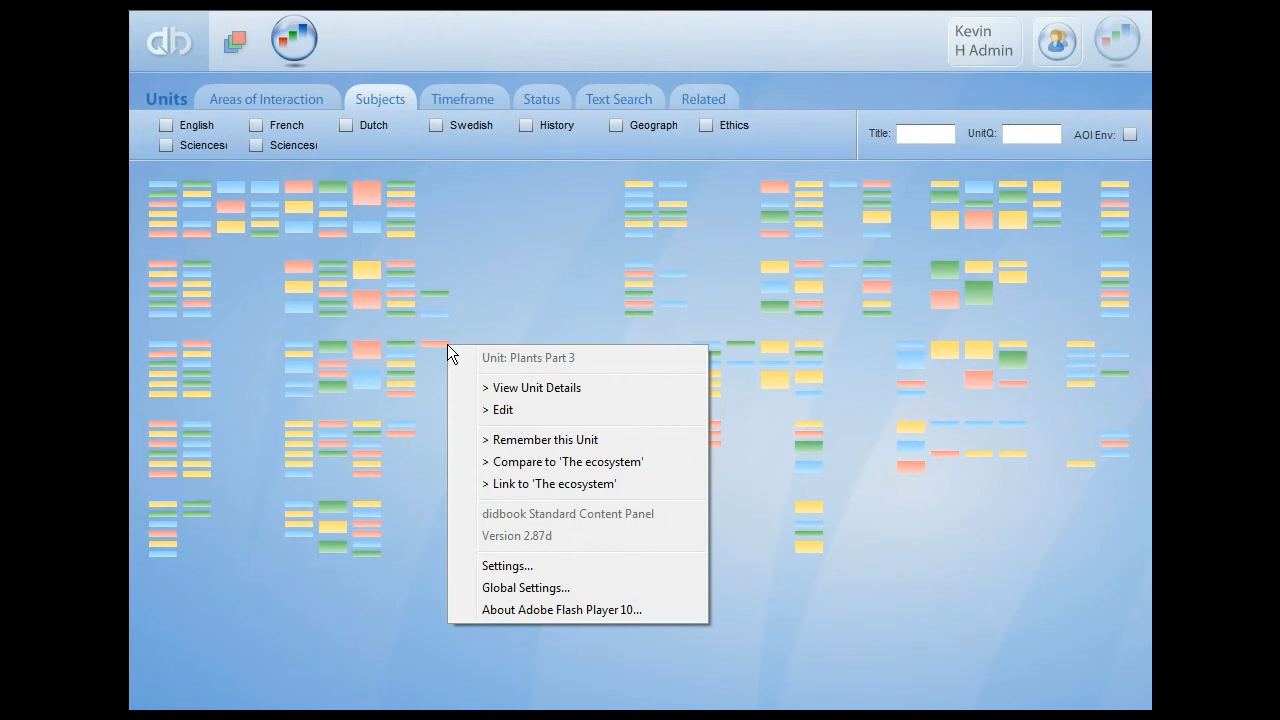 db
Kevin
H Admin
Units
Areas of Interaction
Subjects
Timeframe
Status
Text Search
Related
English
French
Dutch
Swedish
History
Geograph
Ethics
Sciences
Sciences
Title:
UnitQ:
AOI Env:
Unit: Plants Part 3
> View Unit Details
> Edit
> Remember this Unit
> Compare to 'The ecosystem'
> Link to 'The ecosystem'
didbook Standard Content Panel
Version 2.87d
Settings...
Global Settings...
About Adobe Flash Player 10...